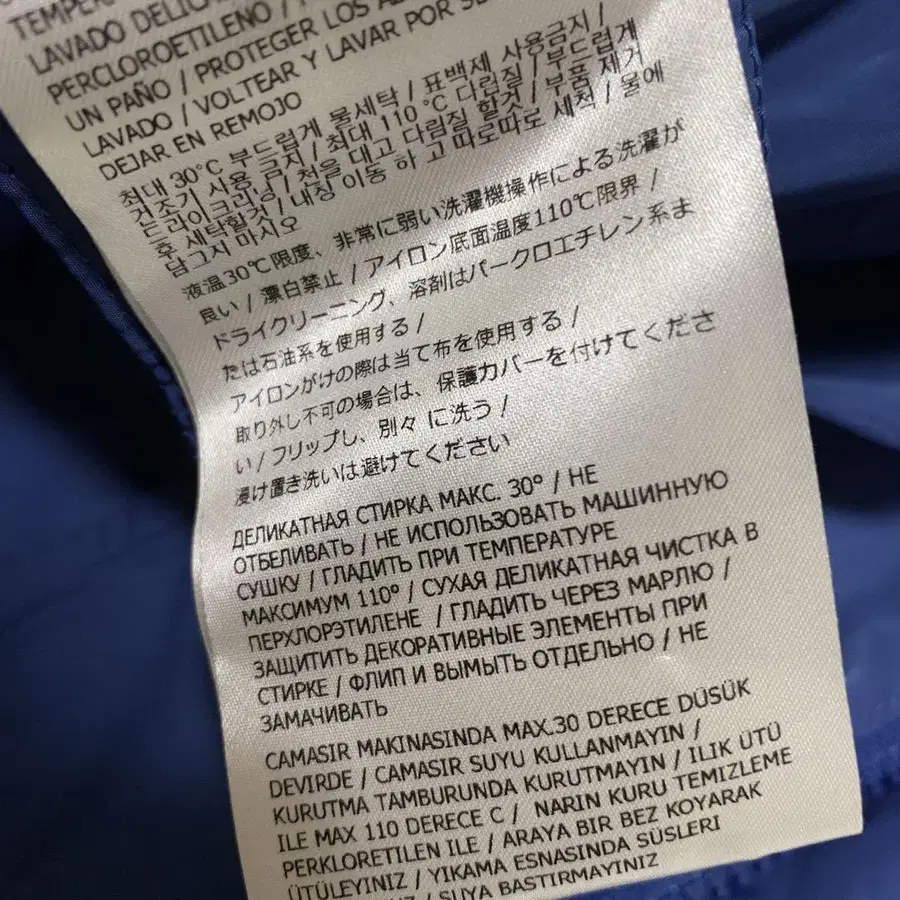 TEMPER
LAVADO DELIC
PERCLOROETILENO /
UN PAÑO / PROTEGER LOS
LAVADO / VOLTEAR Y LAVAR POR SE
DEJAR EN REMOJO
최대 30°C 부드럽게 물세탁 / 표백제 사용금지 /
건조기 사용 금지 / 최대 110°C 다림질 / 부드럽게
드라이크리닝 / 천을 대고 다림질 할것 / 부품 제거
후 세탁할것 / 내징 이동 하 고 따로따로 세척 / 물에
담그지 마시오
液温30℃限度、非常に弱い洗濯機操作による洗濯が
良い / 漂白禁止 / アイロン底面温度110℃限界 /
ドライクリーニング、溶剤はパークロエチレン系ま
たは石油系を使用する /
アイロンがけの際は当て布を使用する /
取り外し不可の場合は、保護カバーを付けてくださ
い / フリップし、別々 に洗う /
浸け置き洗いは避けてください
ДЕЛИКАТНАЯ СТИРКА МАКС. 30° / НЕ
ОТБЕЛИВАТЬ / НЕ ИСПОЛЬЗОВАТЬ МАШИННУЮ
СУШКУ / ГЛАДИТЬ ПРИ ТЕМПЕРАТУРЕ
МАКСИМУМ 110° / СУХАЯ ДЕЛИКАТНАЯ ЧИСТКА В
ПЕРХЛОРЭТИЛЕНЕ / ГЛАДИТЬ ЧЕРЕЗ МАРЛЮ /
ЗАЩИТИТЬ ДЕКОРАТИВНЫЕ ЭЛЕМЕНТЫ ПРИ
СТИРКЕ / ФЛИП И ВЫМЫТЬ ОТДЕЛЬНО / НЕ
ЗАМАЧИВАТЬ
CAMASIR MAKINASINDA MAX.30 DERECE DÜSÜK
DEVIRDE / CAMASIR SUYU KULLANMAYIN /
KURUTMA TAMBURUNDA KURUTMAYIN / ILIK ÜTÜ
ILE MAX 110 DERECE C / NARIN KURU TEMIZLEME
PERKLORETILEN ILE / ARAYA BIR BEZ KOYARAK
ÜTÜLEYINIZ / YIKAMA ESNASINDA SÜSLERI
/ SUYA BASTIRMAYINIZ